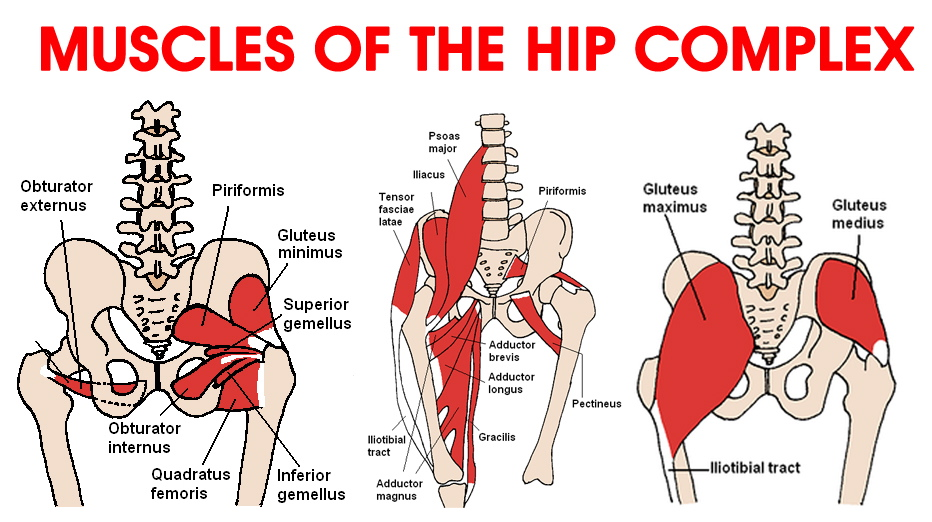 MUSCLES OF THE HIP COMPLEX
Obturator
externus
Piriformis
Gluteus
minimus
Superior
gemellus
Obturator
internus
Quadratus
femoris
Inferior
gemellus
Psoas
major
Iliacus
Tensor
fasciae
latae
Piriformis
Adductor
brevis
Adductor
longus
Pectineus
Iliotibial
tract
Gracilis
Adductor
magnus
Gluteus
maximus
Gluteus
medius
Iliotibial tract